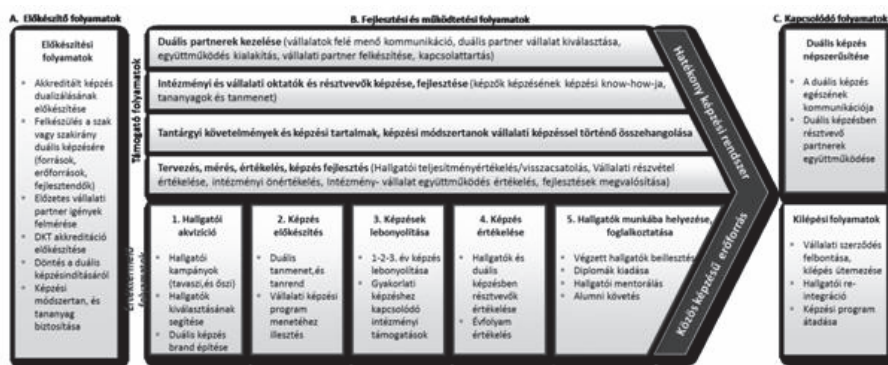 A. Előkészítő folyamatok
Előkészítési
folyamatok
Akkreditált képzés
dualizálásának
előkészítése
Felkészülés a szak
vagy szakirány
duális képzésére
(források,
erőforrások,
fejlesztendők)
Előzetes vállalati
partner igények
felmérése
DKT akkreditáció
előkészítése
Döntés a duális
képzésindításáról
Képzési
módszertan, és
tananyag
biztosítása
B. Fejlesztési és működtetési folyamatok
Támogató folyamatok
Duális partnerek kezelése (vállalatok felé menő kommunikáció, duális partner vállalat kiválasztása,
együttműködés kialakítás, vállalati partner felkészítése, kapcsolattartás)
Intézményi és vállalati oktatók és résztvevők képzése, fejlesztése (képzők képzésének képzési know-how-ja,
tananyagok és tanmenet)
Tantárgyi követelmények és képzési tartalmak, képzési módszertanok vállalati képzéssel történő összehangolása
Tervezés, mérés, értékelés, képzés fejlesztés (Hallgatói teljesítményértékelés/visszacsatolás, Vállalati részvétel
értékelése, intézményi önértékelés, Intézmény- vállalat együttműködés értékelés, fejlesztések megvalósítása)
folyamatok
1. Hallgatói
akvizíció
Hallgatói
kampányok
(tavaszi,és őszi)
Hallgatók
kiválasztásának
segítése
Duális képzés
brand építése
2. Képzés
előkészítés
Duális
tanmenet,és
tanrend
Vállalati képzési
program
menetéhez
illesztés
3. Képzések
lebonyolítása
1-2-3. év képzés
lebonyolítása
Gyakorlati
képzéshez
kapcsolódó
intézményi
támogatások
4. Képzés
értékelése
Hallgatók és
duális
képzésben
résztvevők
értékelése
Évfolyam
értékelés
5. Hallgatók munkába helyezése,
foglalkoztatása
Végzett hallgatók beillesztése
Diplomák kiadása
Hallgatói mentorálás
Alumni követés
Hatékony képzési rendszer
Közös képzésű erőforrás
C. Kapcsolódó folyamatok
Duális képzés
népszerűsítése
A duális képzés
egészének
kommunikációja
Duális képzésben
résztvevő
partnerek
együttműködése
Kilépési folyamatok
Vállalati szerződés
felbontása,
kilépés ütemezése
Hallgatói re-
integráció
Képzési program
átadása